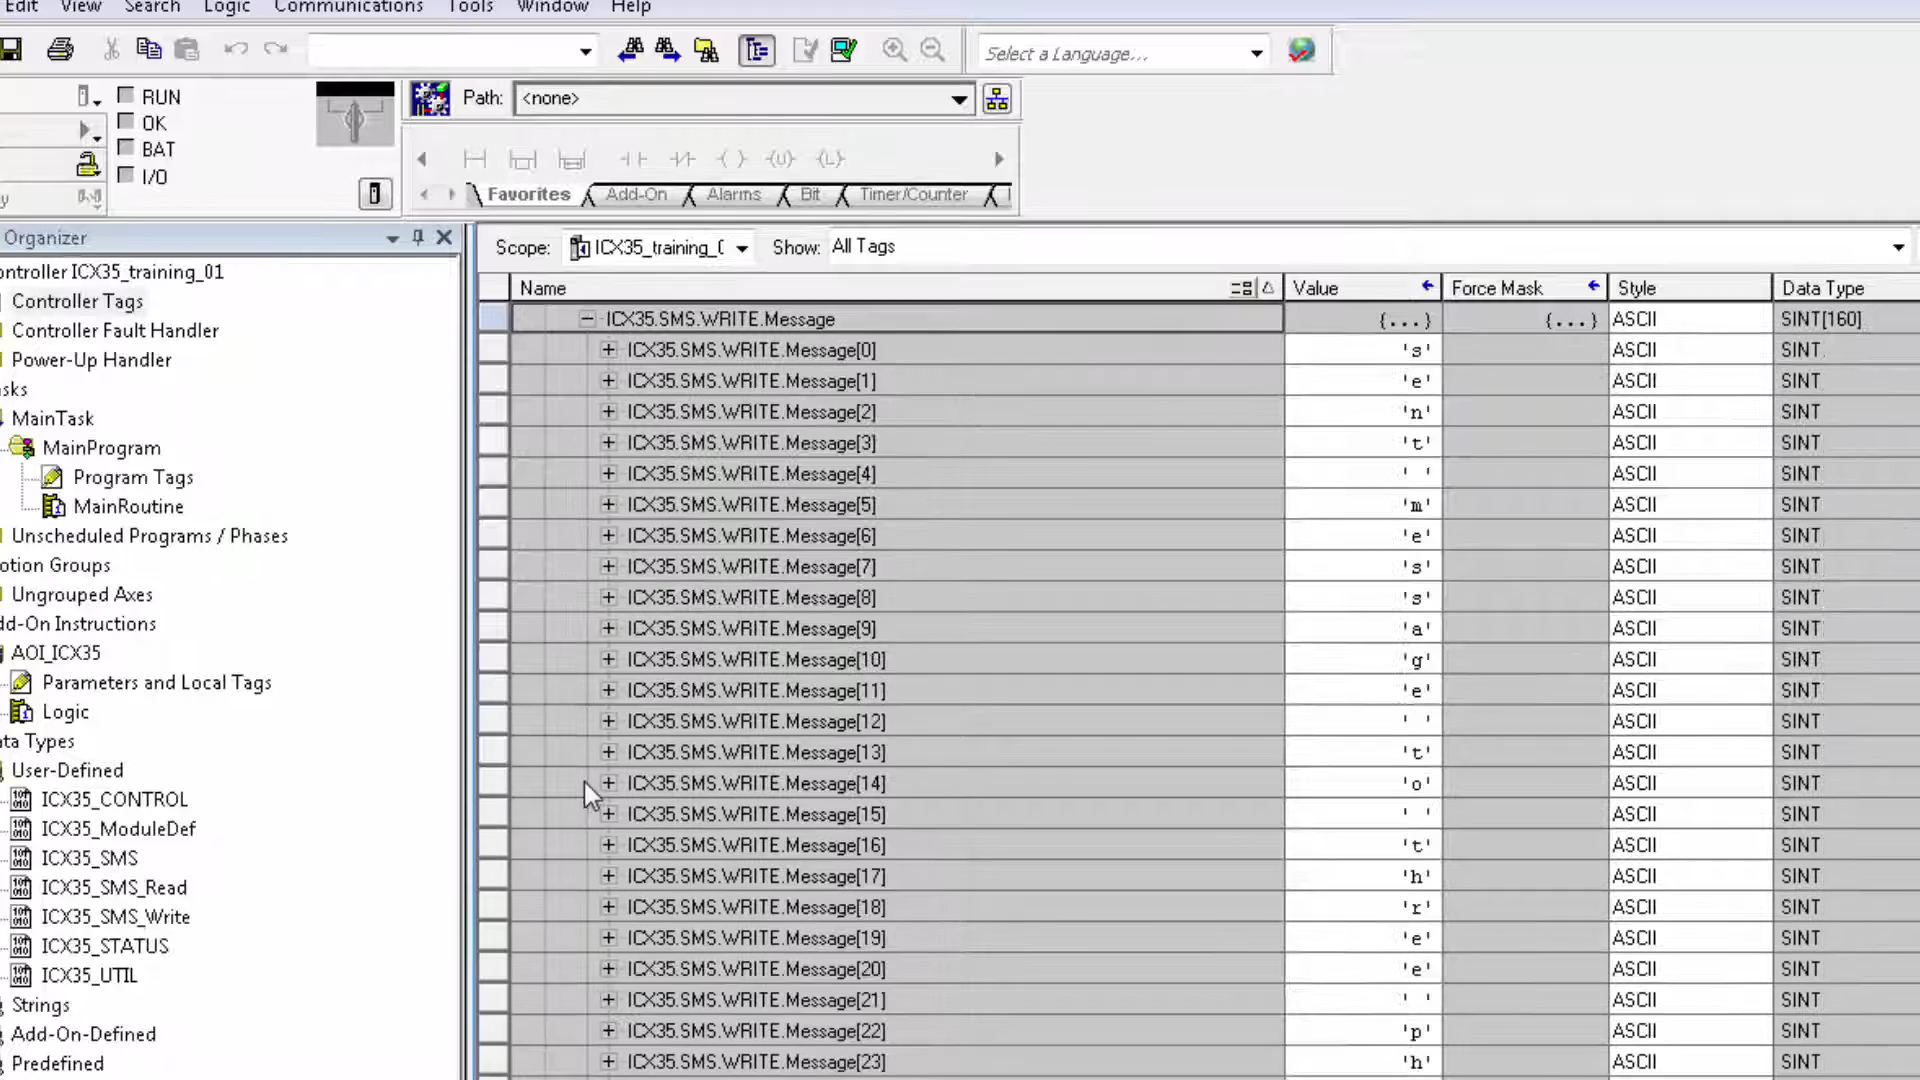 Edit View Search Logic Communications Tools Window Help
Select a Language...
RUN
OK
BAT
I/O
Path: <none>
Favorites Add-On Alarms Bit Timer/Counter
Organizer
ontroller ICX35_training_01
Controller Tags
Controller Fault Handler
Power-Up Handler
asks
MainTask
MainProgram
Program Tags
MainRoutine
Unscheduled Programs / Phases
otion Groups
Ungrouped Axes
dd-On Instructions
AOI_ICX35
Parameters and Local Tags
Logic
ata Types
User-Defined
ICX35_CONTROL
ICX35_ModuleDef
ICX35_SMS
ICX35_SMS_Read
ICX35_SMS_Write
ICX35_STATUS
ICX35_UTIL
Strings
Add-On-Defined
Predefined
Scope: ICX35_training_( Show: All Tags
Name Value Force Mask Style Data Type
ICX35.SMS.WRITE.Message {...} {...} ASCII SINT[160]
ICX35.SMS.WRITE.Message[0] 's' ASCII SINT
ICX35.SMS.WRITE.Message[1] 'e' ASCII SINT
ICX35.SMS.WRITE.Message[2] 'n' ASCII SINT
ICX35.SMS.WRITE.Message[3] 't' ASCII SINT
ICX35.SMS.WRITE.Message[4] ' ' ASCII SINT
ICX35.SMS.WRITE.Message[5] 'm' ASCII SINT
ICX35.SMS.WRITE.Message[6] 'e' ASCII SINT
ICX35.SMS.WRITE.Message[7] 's' ASCII SINT
ICX35.SMS.WRITE.Message[8] 's' ASCII SINT
ICX35.SMS.WRITE.Message[9] 'a' ASCII SINT
ICX35.SMS.WRITE.Message[10] 'g' ASCII SINT
ICX35.SMS.WRITE.Message[11] 'e' ASCII SINT
ICX35.SMS.WRITE.Message[12] ' ' ASCII SINT
ICX35.SMS.WRITE.Message[13] 't' ASCII SINT
ICX35.SMS.WRITE.Message[14] 'o' ASCII SINT
ICX35.SMS.WRITE.Message[15] ' ' ASCII SINT
ICX35.SMS.WRITE.Message[16] 't' ASCII SINT
ICX35.SMS.WRITE.Message[17] 'h' ASCII SINT
ICX35.SMS.WRITE.Message[18] 'r' ASCII SINT
ICX35.SMS.WRITE.Message[19] 'e' ASCII SINT
ICX35.SMS.WRITE.Message[20] 'e' ASCII SINT
ICX35.SMS.WRITE.Message[21] ' ' ASCII SINT
ICX35.SMS.WRITE.Message[22] 'p' ASCII SINT
ICX35.SMS.WRITE.Message[23] 'h' ASCII SINT